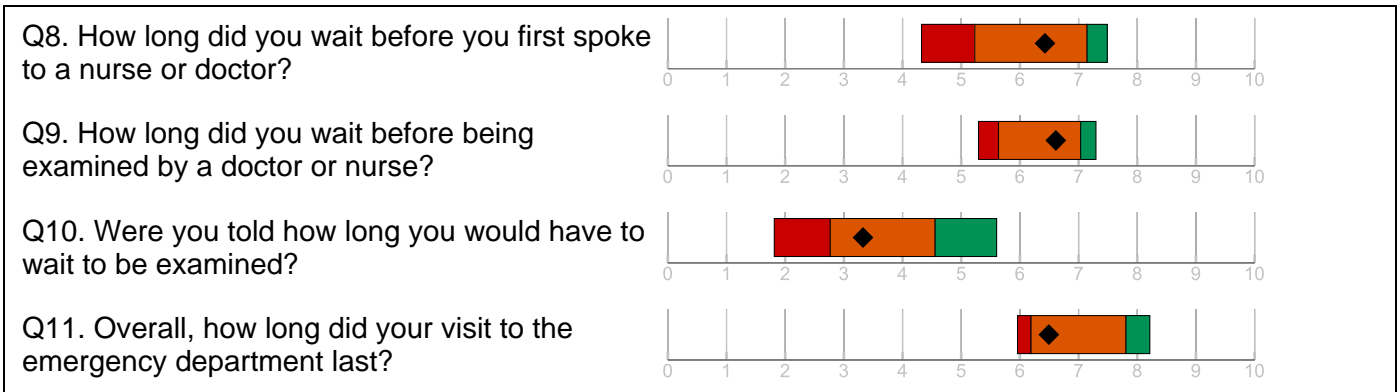 Q8. How long did you wait before you first spoke
to a nurse or doctor?
0 1 2 3 4 5 6 7 8 9 10
Q9. How long did you wait before being
examined by a doctor or nurse?
0 1 2 3 4 5 6 7 8 9 10
Q10. Were you told how long you would have to
wait to be examined?
0 1 2 3 4 5 6 7 8 9 10
Q11. Overall, how long did your visit to the
emergency department last?
0 1 2 3 4 5 6 7 8 9 10